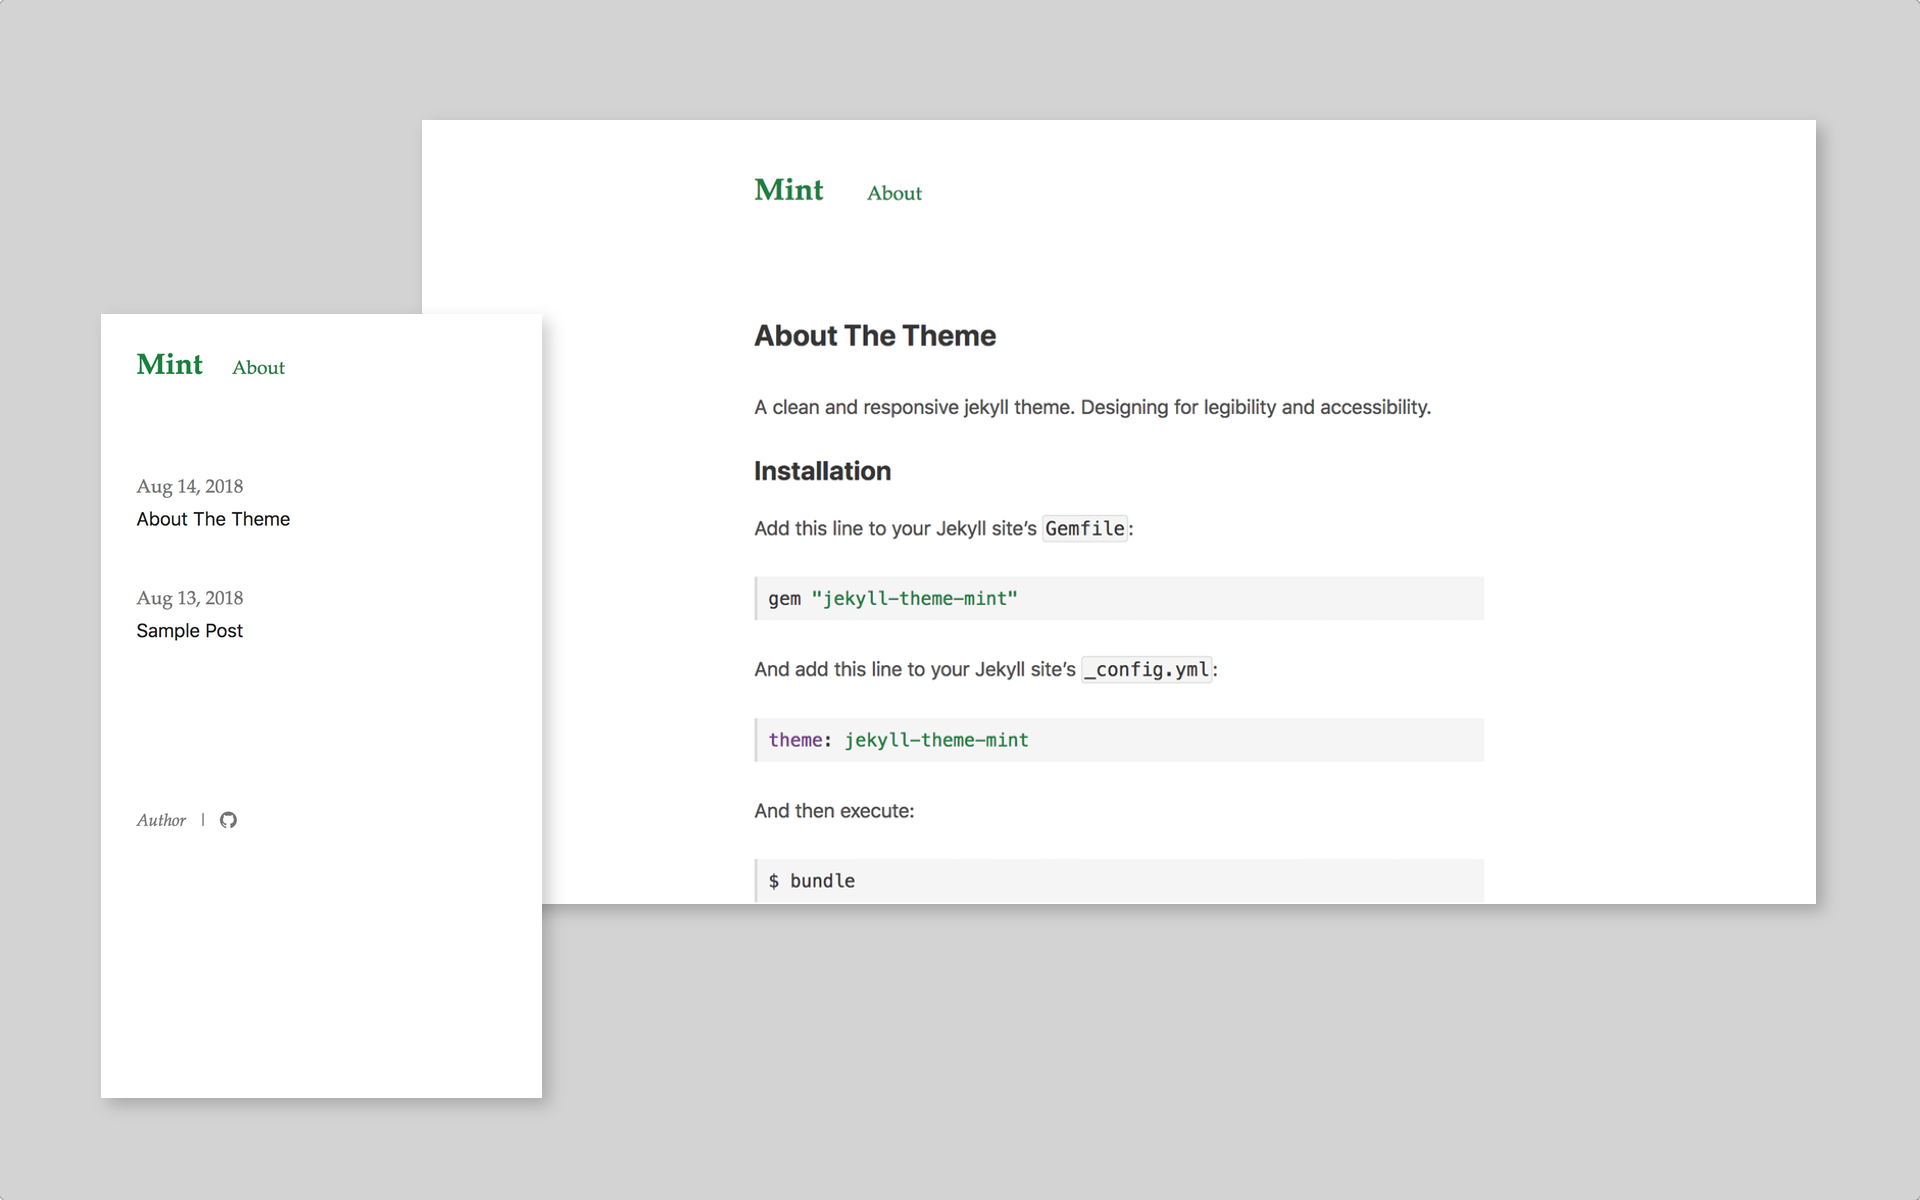 Mint About
About The Theme
A clean and responsive jekyll theme. Designing for legibility and accessibility.
Installation
Add this line to your Jekyll site’s Gemfile:
gem "jekyll-theme-mint"
And add this line to your Jekyll site’s _config.yml:
theme: jekyll-theme-mint
And then execute:
$ bundle
Mint About
Aug 14, 2018
About The Theme
Aug 13, 2018
Sample Post
Author |